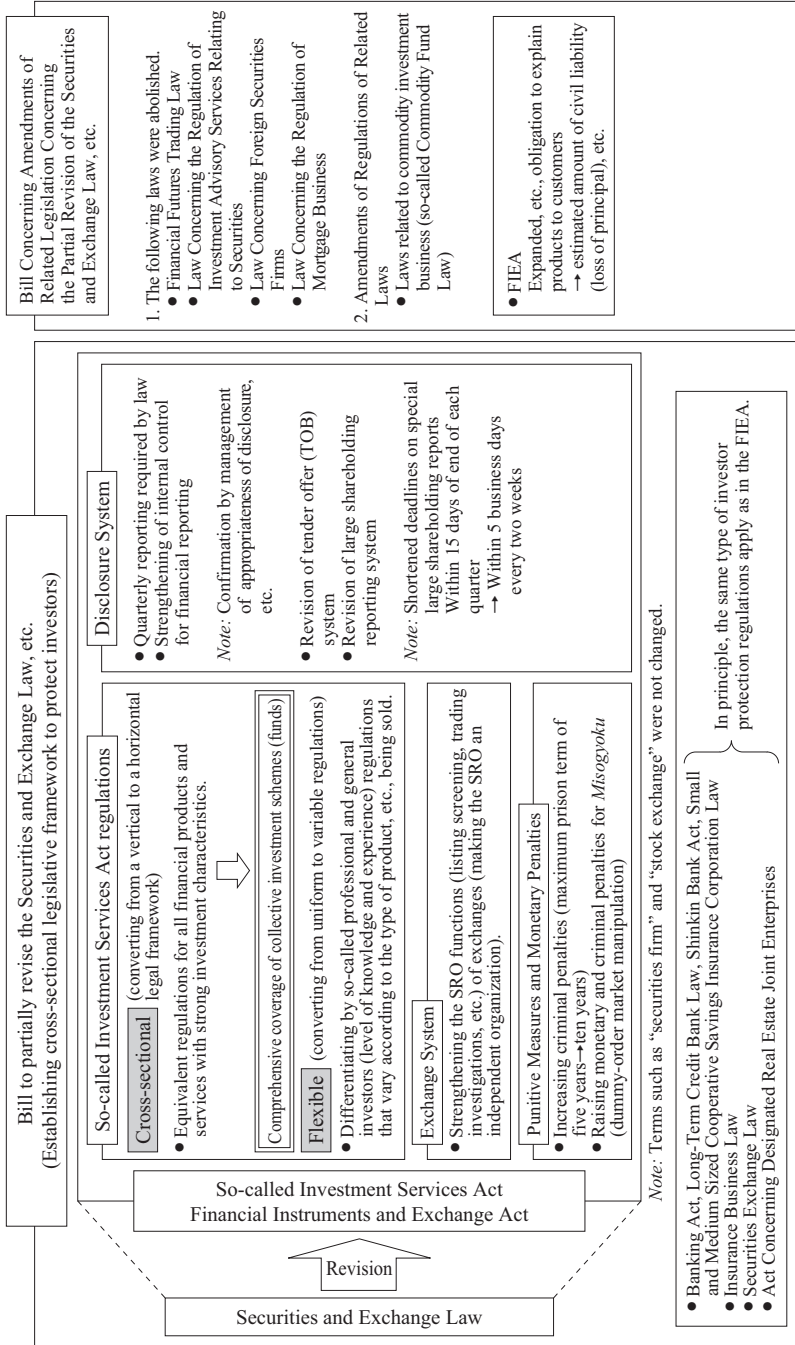 Bill to partially revise the Securities and Exchange Law, etc.
(Establishing cross-sectional legislative framework to protect investors)
Securities and Exchange Law
Revision
So-called Investment Services Act
Financial Instruments and Exchange Act
So-called Investment Services Act regulations
Cross-sectional (converting from a vertical to a horizontal
legal framework)
● Equivalent regulations for all financial products and
services with strong investment characteristics.
Comprehensive coverage of collective investment schemes (funds)
Flexible (converting from uniform to variable regulations)
● Differentiating by so-called professional and general
investors (level of knowledge and experience) regulations
that vary according to the type of product, etc., being sold.
Exchange System
● Strengthening the SRO functions (listing screening, trading
investigations, etc.) of exchanges (making the SRO an
independent organization).
Punitive Measures and Monetary Penalties
● Increasing criminal penalties (maximum prison term of
five years→ten years)
● Raising monetary and criminal penalties for Misogyoku
(dummy-order market manipulation)
Disclosure System
● Quarterly reporting required by law
● Strengthening of internal control
for financial reporting
Note: Confirmation by management
of appropriateness of disclosure,
etc.
● Revision of tender offer (TOB)
system
● Revision of large shareholding
reporting system
Note: Shortened deadlines on special
large shareholding reports
Within 15 days of end of each
quarter
→ Within 5 business days
every two weeks
Note: Terms such as “securities firm” and “stock exchange” were not changed.
● Banking Act, Long-Term Credit Bank Law, Shinkin Bank Act, Small
and Medium Sized Cooperative Savings Insurance Corporation Law
● Insurance Business Law
● Securities Exchange Law
● Act Concerning Designated Real Estate Joint Enterprises
In principle, the same type of investor
protection regulations apply as in the FIEA.
Bill Concerning Amendments of
Related Legislation Concerning
the Partial Revision of the Securities
and Exchange Law, etc.
1. The following laws were abolished.
● Financial Futures Trading Law
● Law Concerning the Regulation of
Investment Advisory Services Relating
to Securities
● Law Concerning Foreign Securities
Firms
● Law Concerning the Regulation of
Mortgage Business
2. Amendments of Regulations of Related
Laws
● Laws related to commodity investment
business (so-called Commodity Fund
Law)
● FIEA
Expanded, etc., obligation to explain
products to customers
→ estimated amount of civil liability
(loss of principal), etc.